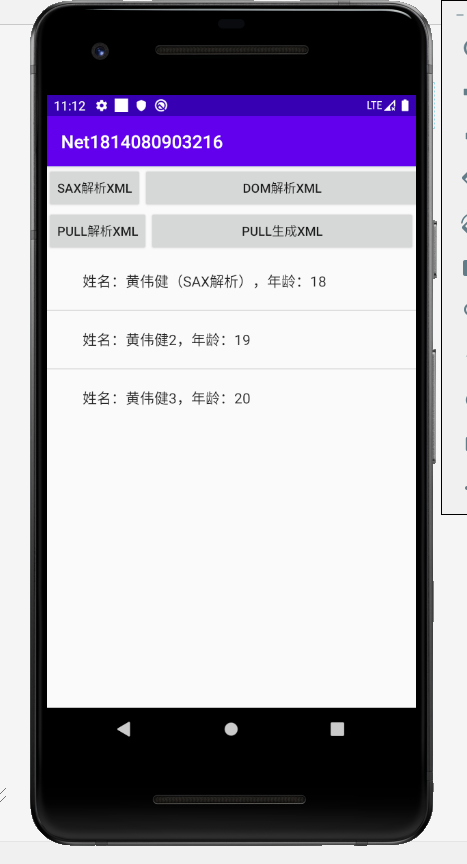 11:12 LTE
Net1814080903216
SAX解析XML DOM解析XML
PULL解析XML PULL生成XML
姓名：黄伟健（SAX解析），年龄：18
姓名：黄伟健2，年龄：19
姓名：黄伟健3，年龄：20